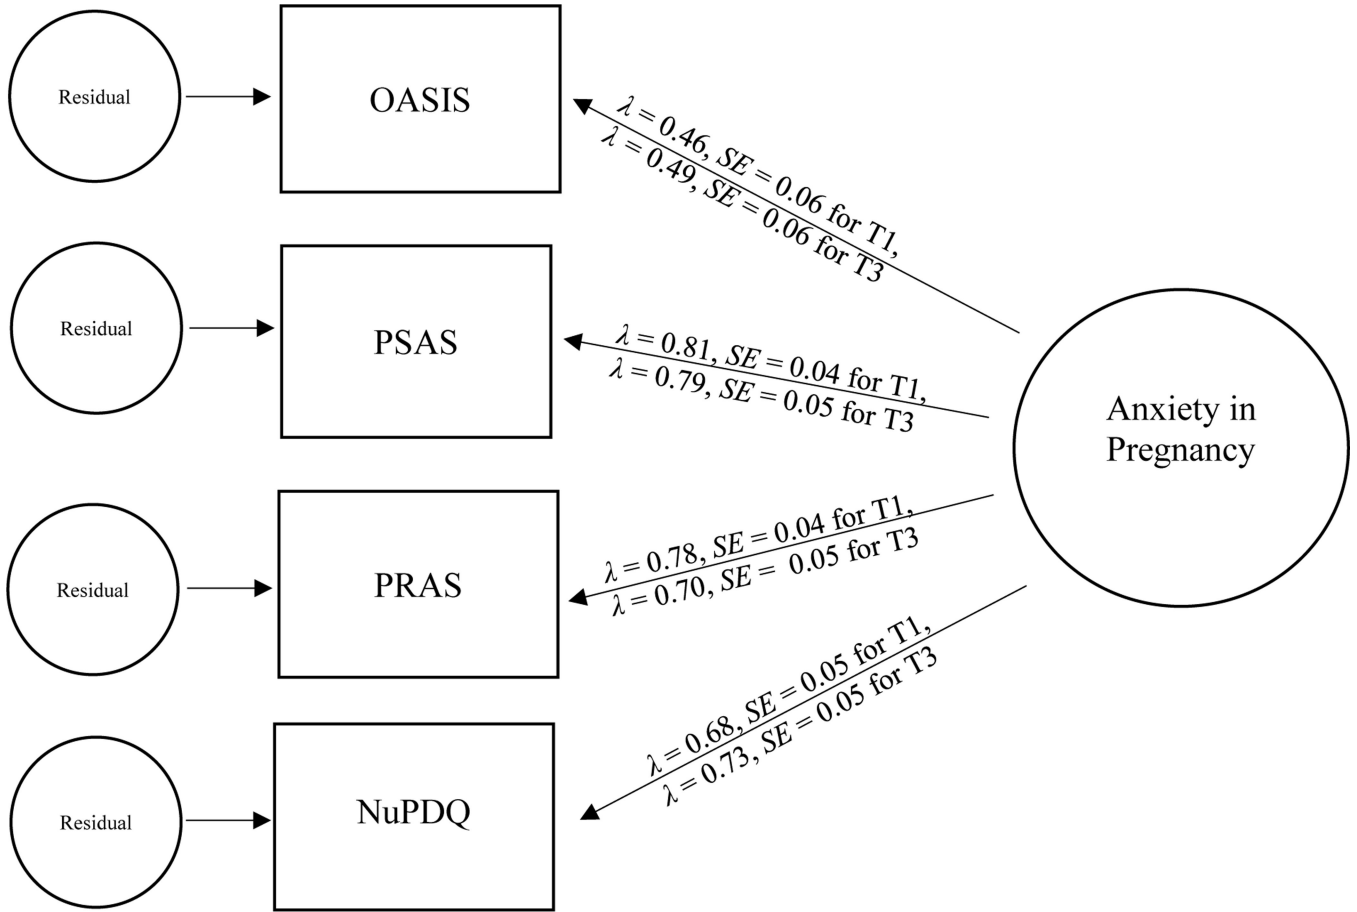 Residual
OASIS
λ = 0.46, SE = 0.06 for T1,
λ = 0.49, SE = 0.06 for T3
Residual
PSAS
λ = 0.81, SE = 0.04 for T1,
λ = 0.79, SE = 0.05 for T3
Anxiety in
Pregnancy
Residual
PRAS
λ = 0.78, SE = 0.04 for T1,
λ = 0.70, SE = 0.05 for T3
Residual
NuPDQ
λ = 0.68, SE = 0.05 for T1,
λ = 0.73, SE = 0.05 for T3